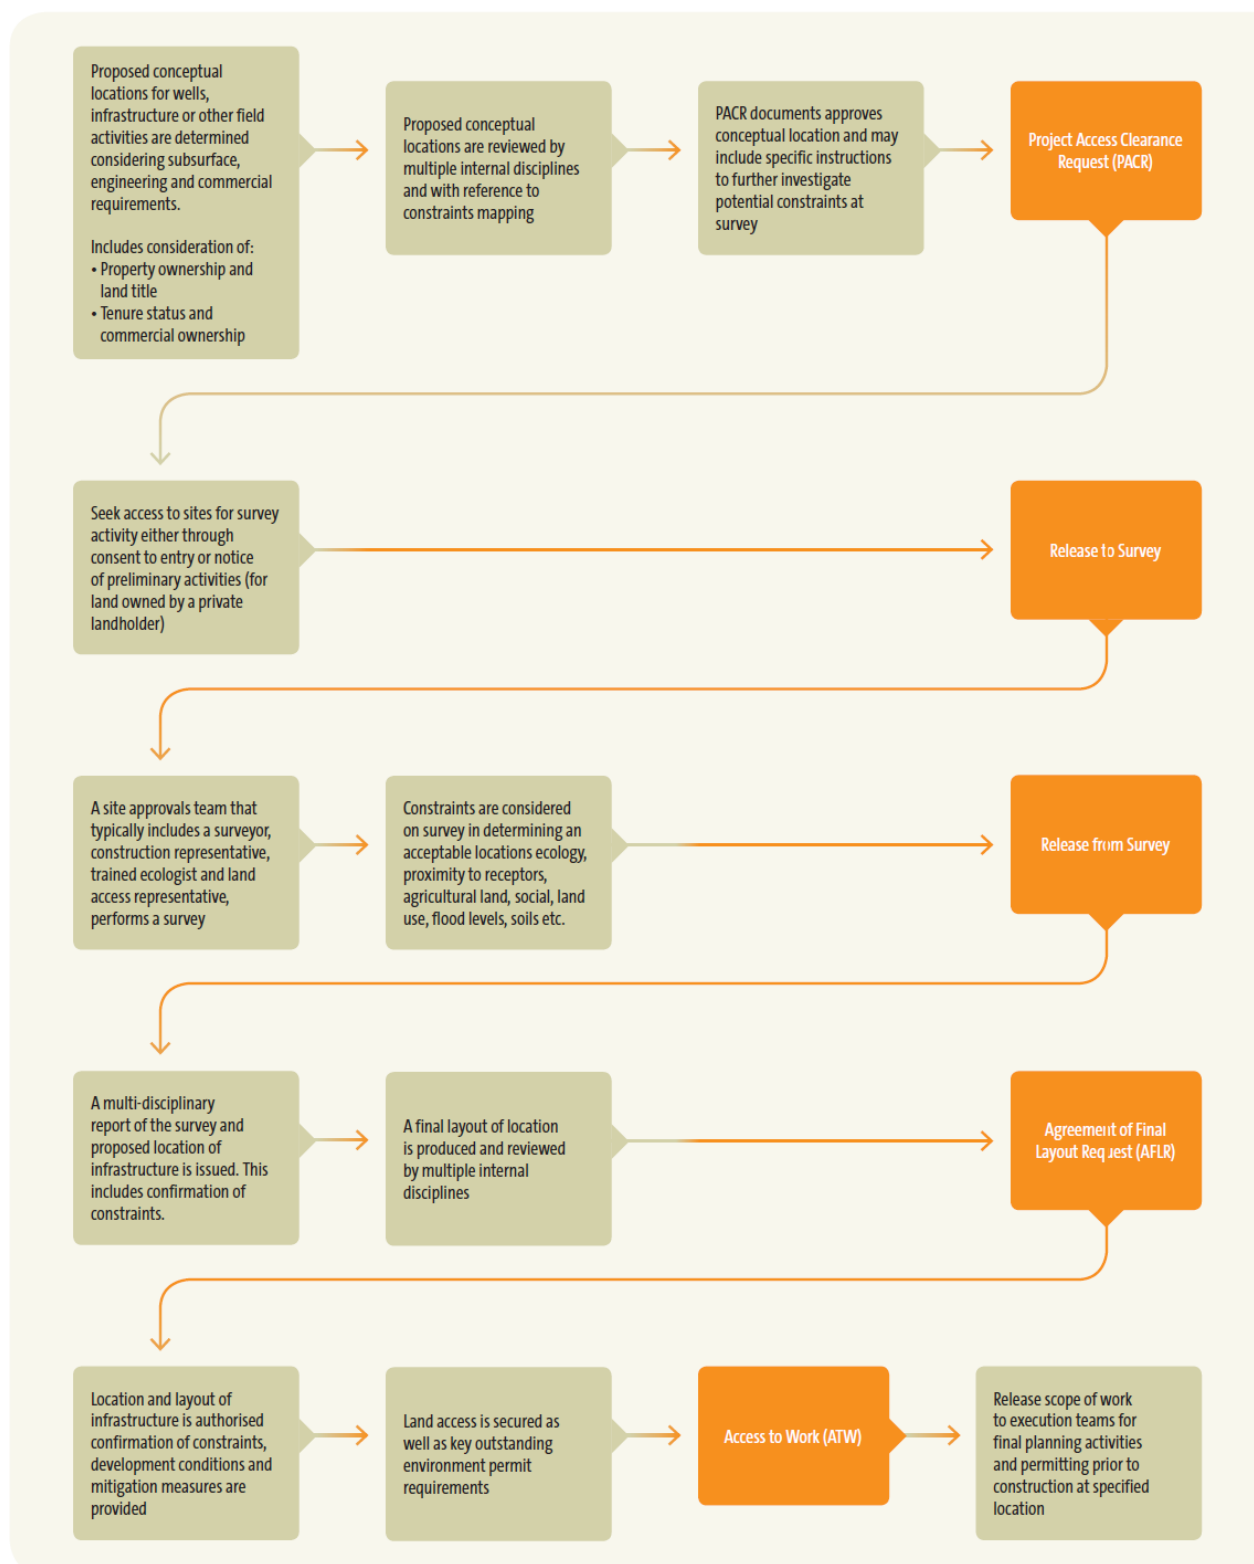 Proposed conceptual
locations for wells,
infrastructure or other field
activities are determined
considering subsurface,
engineering and commercial
requirements.
Includes consideration of:
• Property ownership and
land title
• Tenure status and
commercial ownership
Proposed conceptual
locations are reviewed by
multiple internal disciplines
and with reference to
constraints mapping
PACR documents approves
conceptual location and may
include specific instructions
to further investigate
potential constraints at
survey
Project Access Clearance
Request (PACR)
Seek access to sites for survey
activity either through
consent to entry or notice
of preliminary activities (for
land owned by a private
landholder)
Release to Survey
A site approvals team that
typically includes a surveyor,
construction representative,
trained ecologist and land
access representative,
performs a survey
Constraints are considered
on survey in determining an
acceptable locations ecology,
proximity to receptors,
agricultural land, social, land
use, flood levels, soils etc.
Release from Survey
A multi-disciplinary
report of the survey and
proposed location of
infrastructure is issued. This
includes confirmation of
constraints.
A final layout of location
is produced and reviewed
by multiple internal
disciplines
Agreement of Final
Layout Request (AFLR)
Location and layout of
infrastructure is authorised
confirmation of constraints,
development conditions and
mitigation measures are
provided
Land access is secured as
well as key outstanding
environment permit
requirements
Access to Work (ATW)
Release scope of work
to execution teams for
final planning activities
and permitting prior to
construction at specified
location